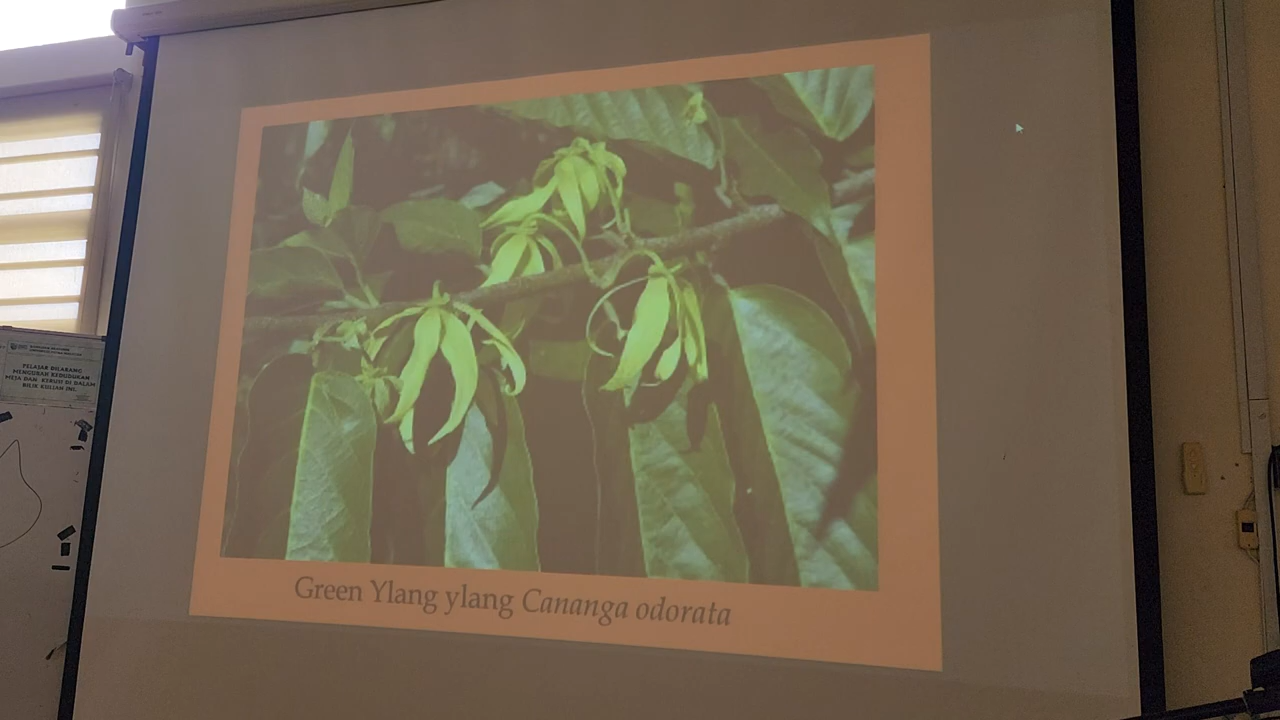 PELAJAR DILARANG
MENGUBAH KEDUDUKAN
MEJA DAN KERUSI DI DALAM
BILIK KULIAH INI.
Green Ylang ylang Cananga odorata